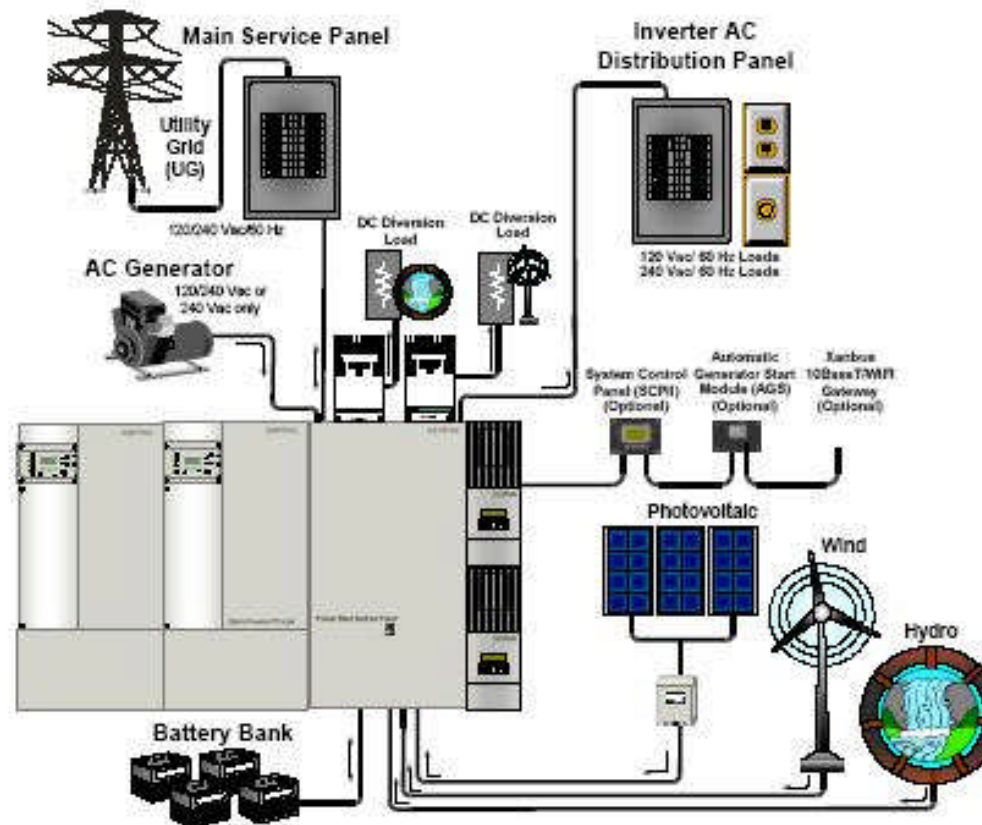 Main Service Panel
Inverter AC
Distribution Panel
Utility
Grid
(UG)
120/240 Vac/60 Hz
DC Diversion
Load
DC Diversion
Load
120 Vac/ 60 Hz Loads
240 Vac/ 60 Hz Loads
AC Generator
120/240 Vac or
240 Vac only
System Control
Panel (SCPII)
(Optional)
Automatic
Generator Start
Module (AGS)
(Optional)
Xanbus
10BaseT/WIFI
Gateway
(Optional)
Photovoltaic
Wind
Hydro
Battery Bank